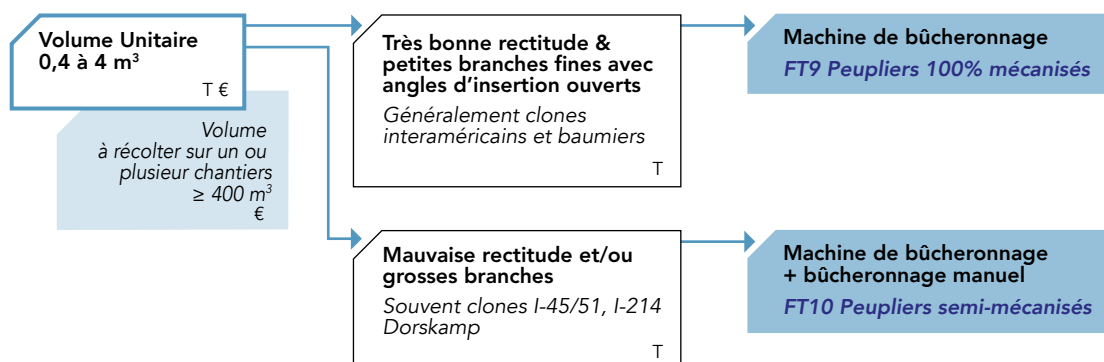 Volume Unitaire
0,4 à 4 m³
T €
Volume
à récolter sur un ou
plusieur chantiers
≥ 400 m³
€
Très bonne rectitude &
petites branches fines avec
angles d'insertion ouverts
Généralement clones
interaméricains et baumiers
T
Machine de bûcheronnage
FT9 Peupliers 100% mécanisés
Mauvaise rectitude et/ou
grosses branches
Souvent clones I-45/51, I-214
Dorskamp
T
Machine de bûcheronnage
+ bûcheronnage manuel
FT10 Peupliers semi-mécanisés